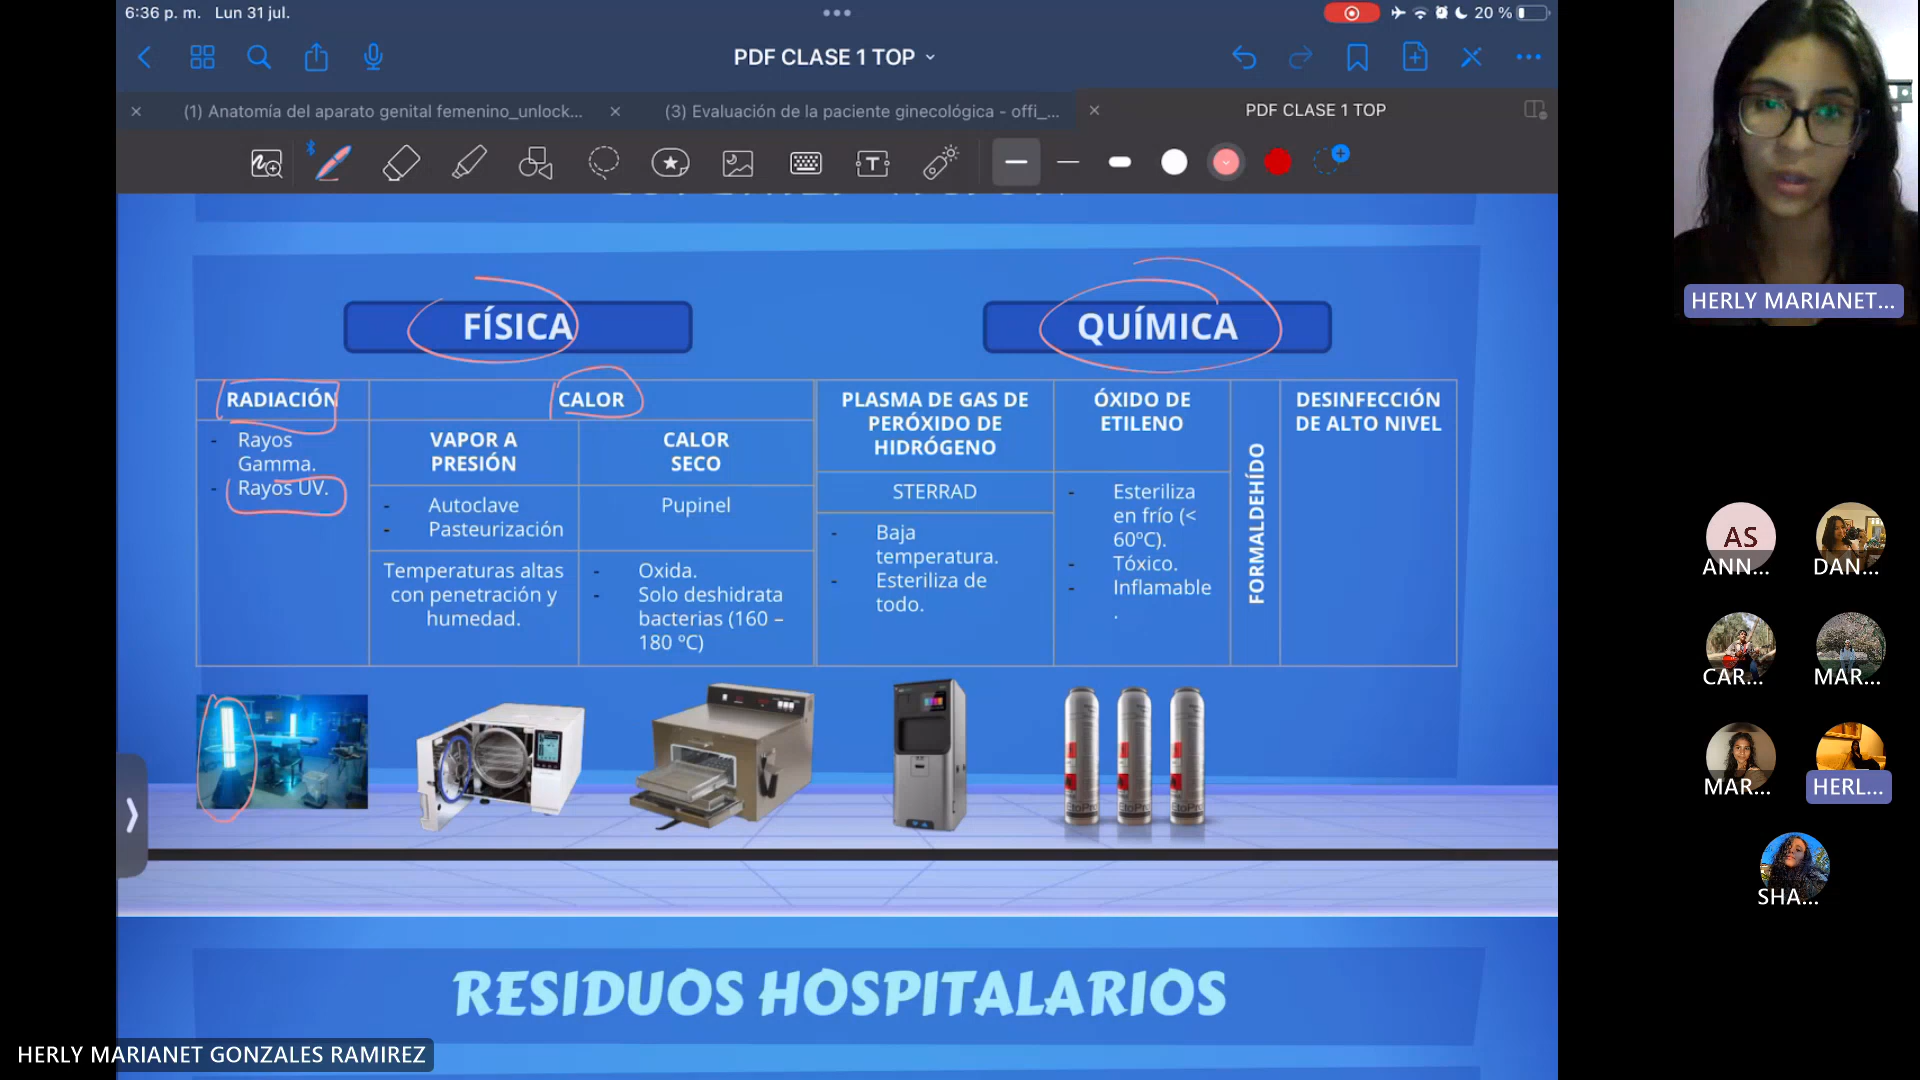 6:36 p. m. Lun 31 jul.
20 %
PDF CLASE 1 TOP
(1) Anatomía del aparato genital femenino_unlock...
(3) Evaluación de la paciente ginecológica - offi_...
PDF CLASE 1 TOP
FÍSICA
QUÍMICA
RADIACIÓN
- Rayos
Gamma.
- Rayos UV.
CALOR
VAPOR A
PRESIÓN
CALOR
SECO
- Autoclave
- Pasteurización
Pupinel
Temperaturas altas
con penetración y
humedad.
- Oxida.
- Solo deshidrata
bacterias (160 –
180 ºC)
PLASMA DE GAS DE
PERÓXIDO DE
HIDRÓGENO
STERRAD
- Baja
temperatura.
- Esteriliza de
todo.
ÓXIDO DE
ETILENO
- Esteriliza
en frío (<
60ºC).
- Tóxico.
- Inflamable
.
FORMALDEHÍDO
DESINFECCIÓN
DE ALTO NIVEL
EtoPro
EtoPro
EtoPro
RESIDUOS HOSPITALARIOS
HERLY MARIANET GONZALES RAMIREZ
HERLY MARIANET...
AS
ANN...
DAN...
CAR...
MAR...
MAR...
HERL...
SHA...